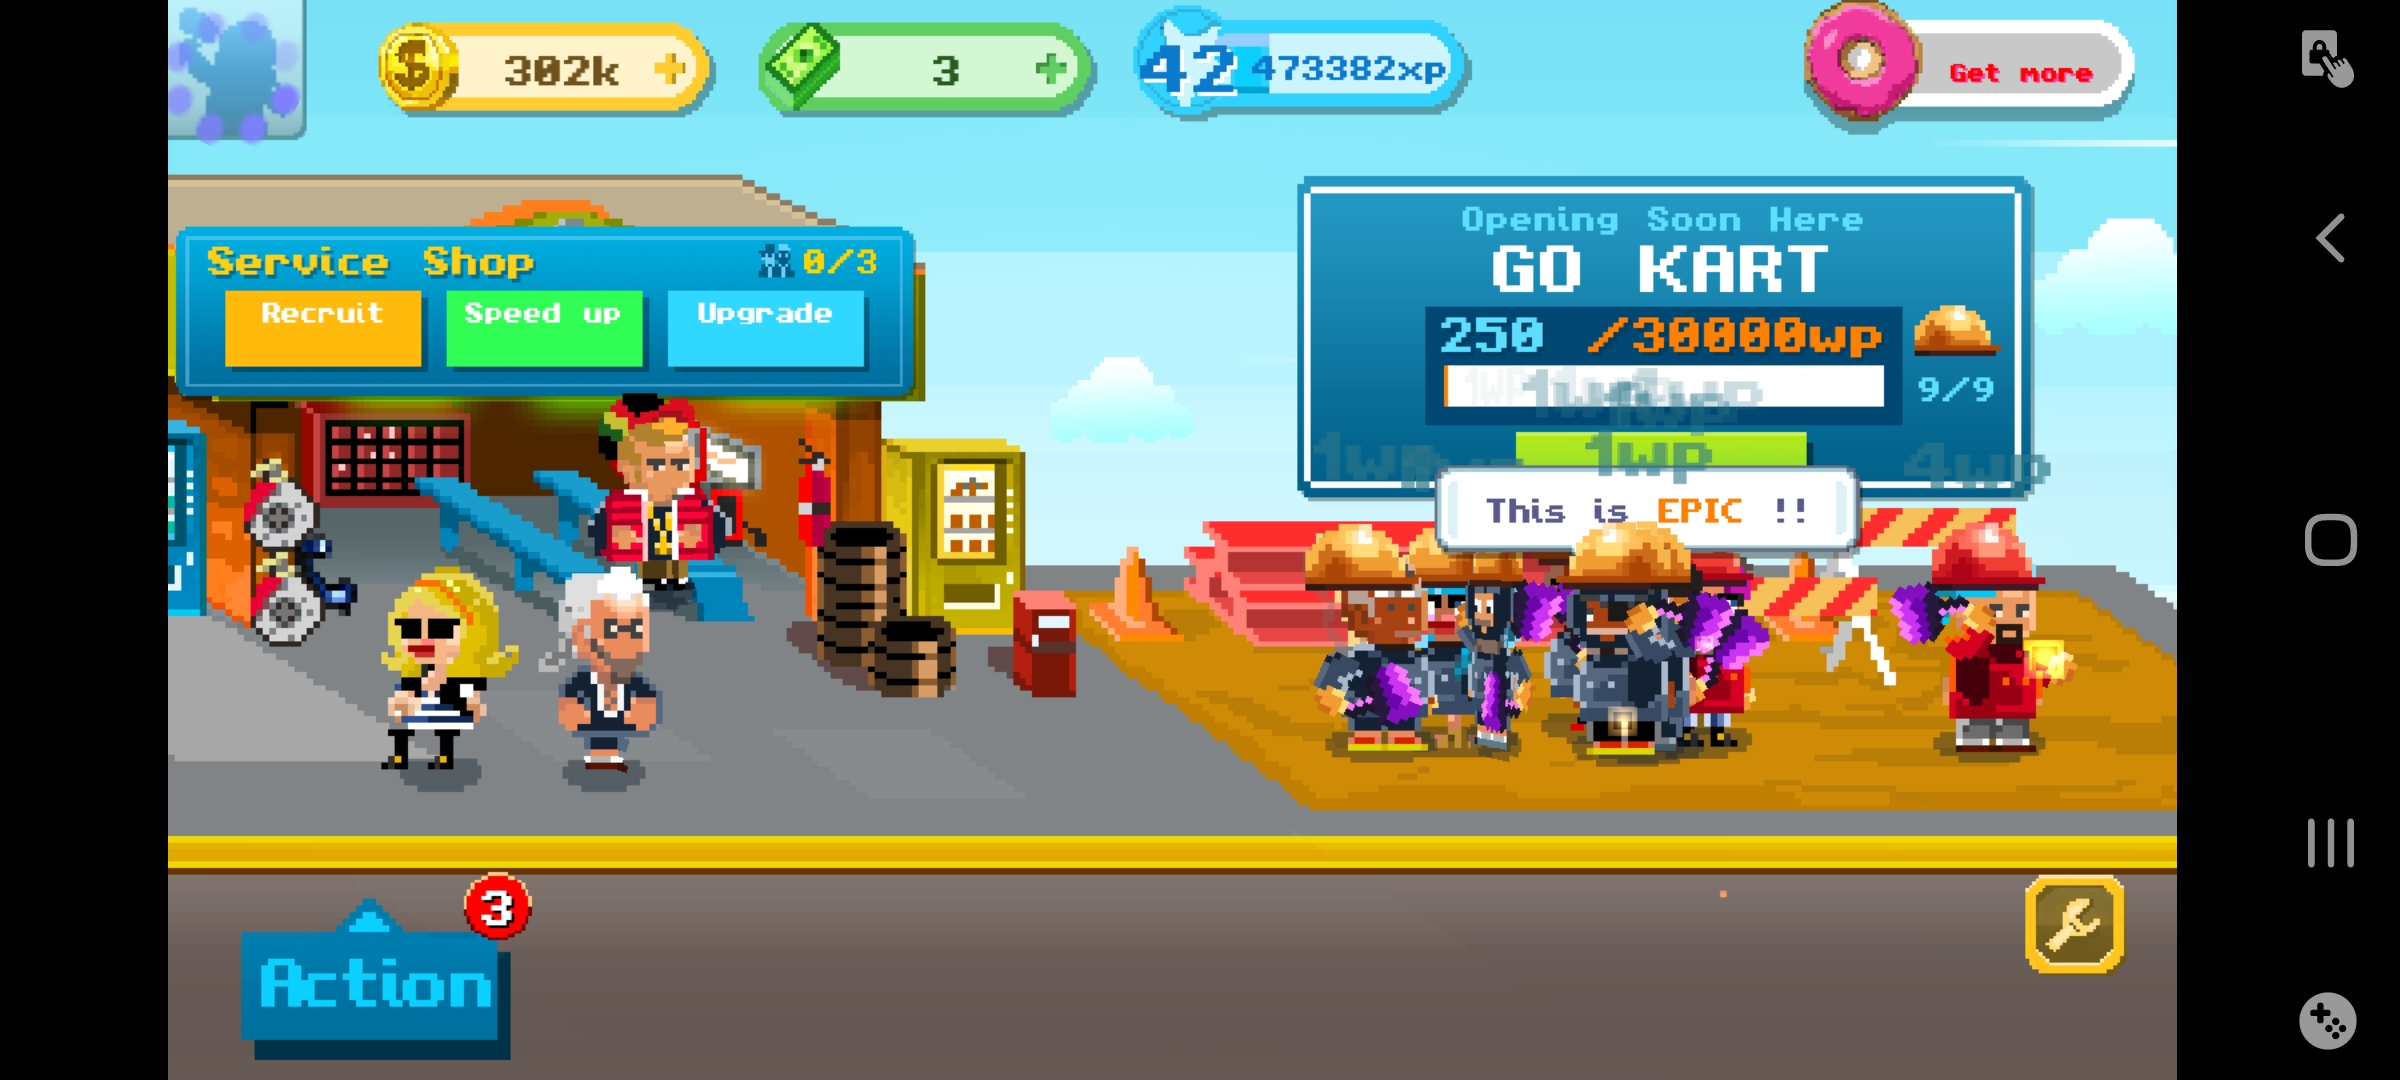 302k
3
42 473382xp
Get more
Service Shop 0/3
Recruit Speed up Upgrade
Opening Soon Here
GO KART
250 /30000wp
9/9
1wp
4wp
This is EPIC !!
3
Action